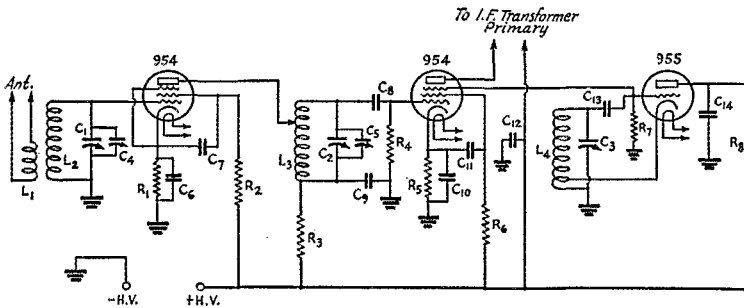 To I.F. Transformer
Primary
954
954
955
Ant.
C8
C13
C14
C1
C4
C7
L2
L1
R1
C6
R2
L3
C2
C5
R4
C9
R3
C12
C11
R5
C10
R6
L4
C3
R7
R8
-H.V.
+H.V.